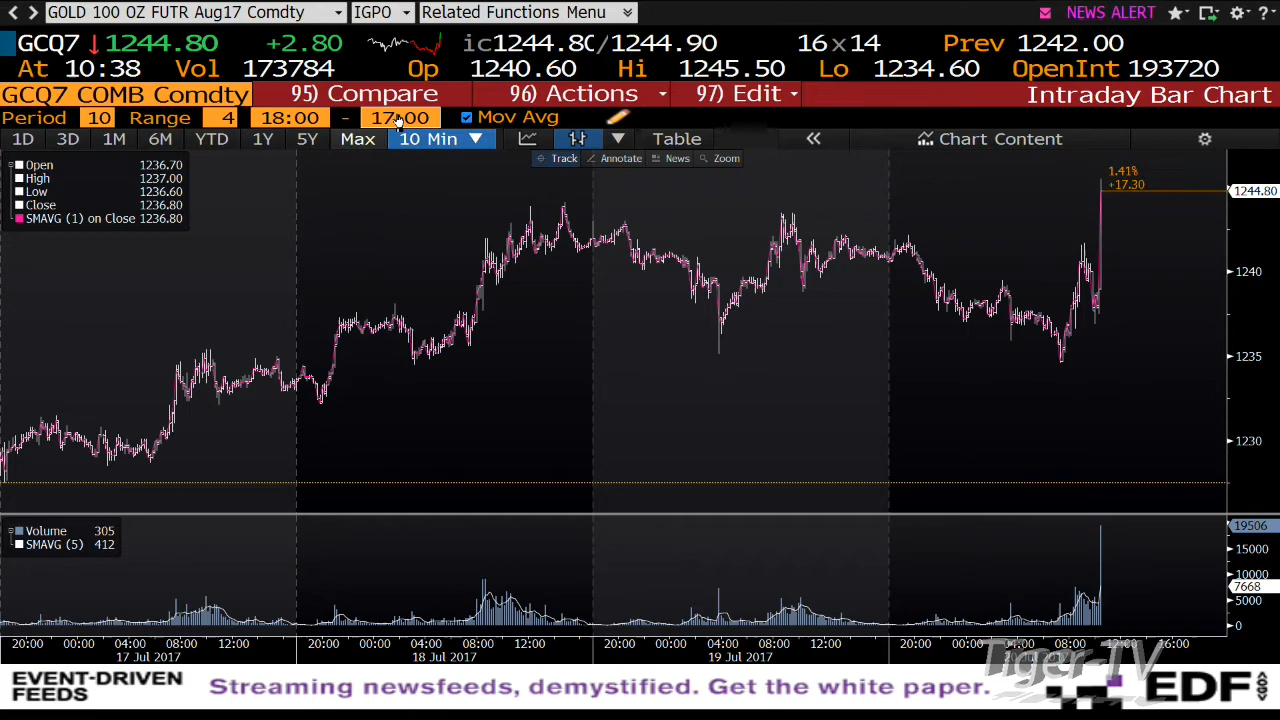 GOLD 100 OZ FUTR Aug17 Comdty IGPO Related Functions Menu NEWS ALERT
GCQ7 1244.80 +2.80 ic1244.80/1244.90 16x14 Prev 1242.00
At 10:38 Vol 173784 Op 1240.60 Hi 1245.50 Lo 1234.60 OpenInt 193720
GCQ7 COMB Comdty 95) Compare 96) Actions 97) Edit Intraday Bar Chart
Period 10 Range 4 18:00 - 17:00 Mov Avg
1D 3D 1M 6M YTD 1Y 5Y Max 10 Min Table « Chart Content
Track Annotate News Zoom
Open 1236.70
High 1237.00
Low 1236.60
Close 1236.80
SMAVG (1) on Close 1236.80
1.41%
+17.30
1244.80
1240
1235
1230
Volume 305
SMAVG (5) 412
19506
15000
10000
7668
5000
0
20:00 00:00 04:00 08:00 12:00 20:00 00:00 04:00 08:00 12:00 20:00 00:00 04:00 08:00 12:00 20:00 00:00 04:00 08:00 12:00 16:00
17 Jul 2017 18 Jul 2017 19 Jul 2017 20 Jul 2017
Tiger-TV
EVENT-DRIVEN
FEEDS
Streaming newsfeeds, demystified. Get the white paper.
EDF